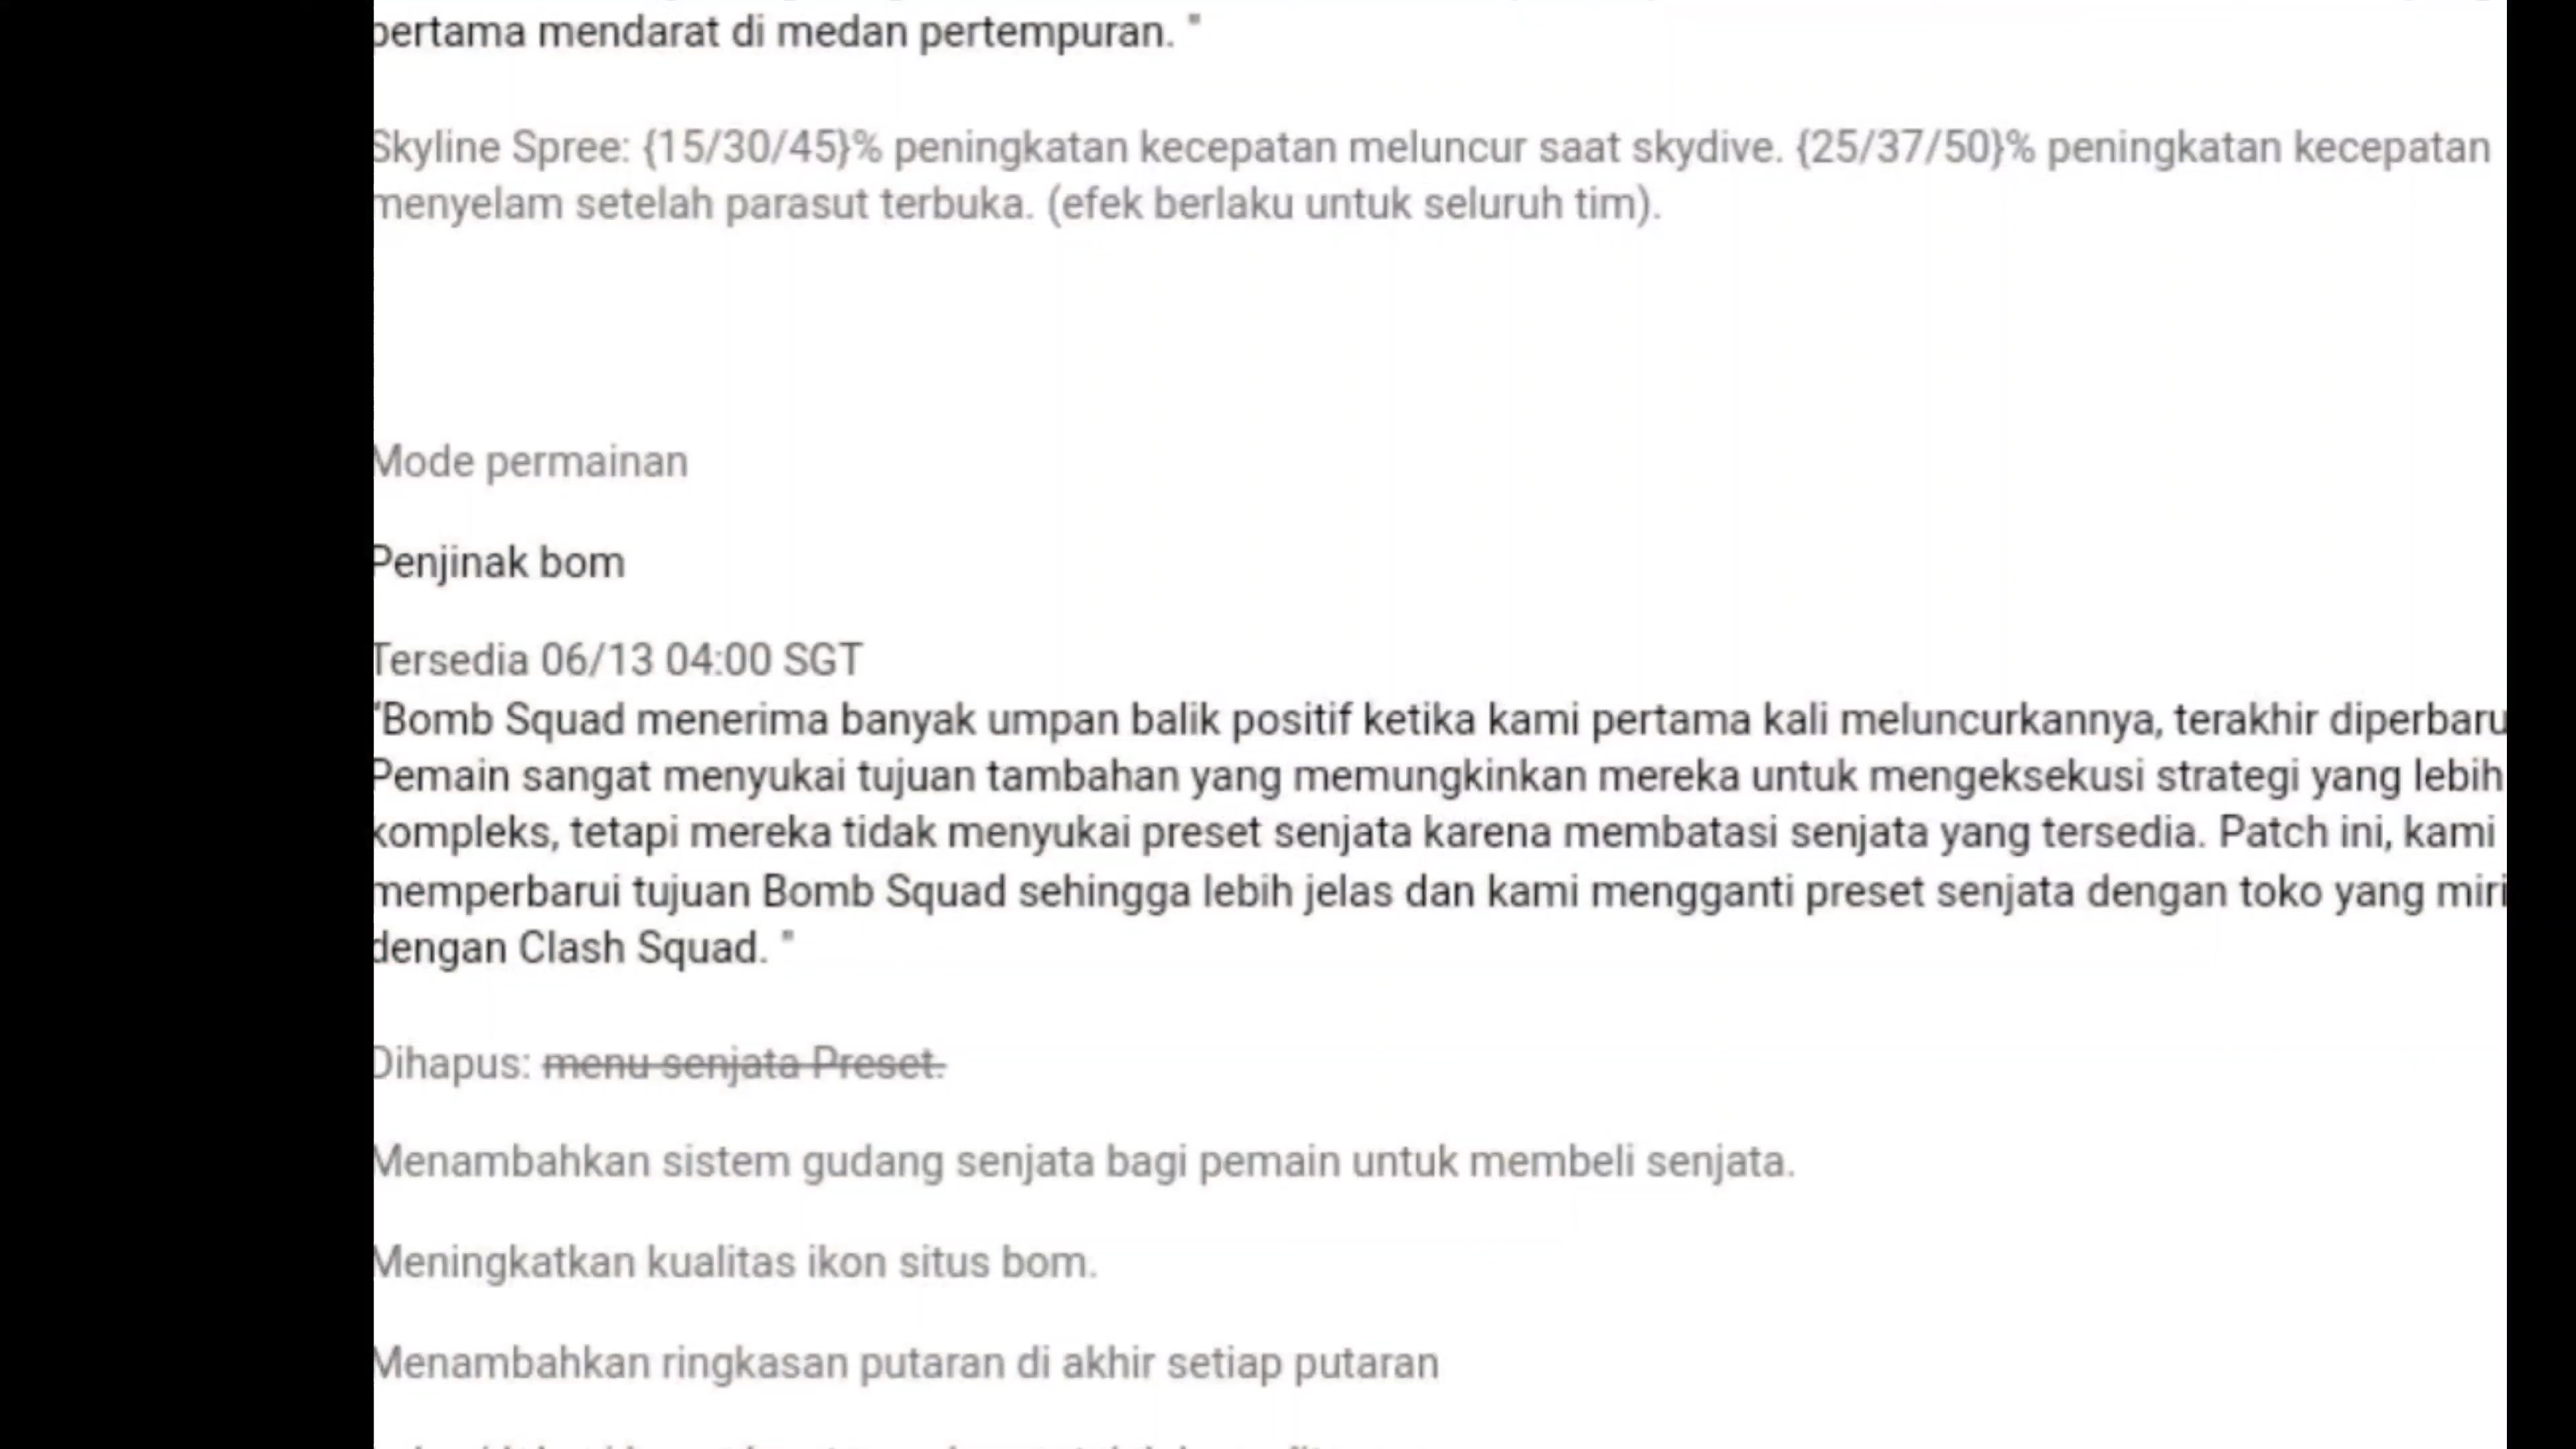 pertama mendarat di medan pertempuran. "
Skyline Spree: {15/30/45}% peningkatan kecepatan meluncur saat skydive. {25/37/50}% peningkatan kecepatan
menyelam setelah parasut terbuka. (efek berlaku untuk seluruh tim).
Mode permainan
Penjinak bom
Tersedia 06/13 04:00 SGT
"Bomb Squad menerima banyak umpan balik positif ketika kami pertama kali meluncurkannya, terakhir diperbaru
Pemain sangat menyukai tujuan tambahan yang memungkinkan mereka untuk mengeksekusi strategi yang lebih
kompleks, tetapi mereka tidak menyukai preset senjata karena membatasi senjata yang tersedia. Patch ini, kami
memperbarui tujuan Bomb Squad sehingga lebih jelas dan kami mengganti preset senjata dengan toko yang miri
dengan Clash Squad. "
Dihapus: menu senjata Preset.
Menambahkan sistem gudang senjata bagi pemain untuk membeli senjata.
Meningkatkan kualitas ikon situs bom.
Menambahkan ringkasan putaran di akhir setiap putaran